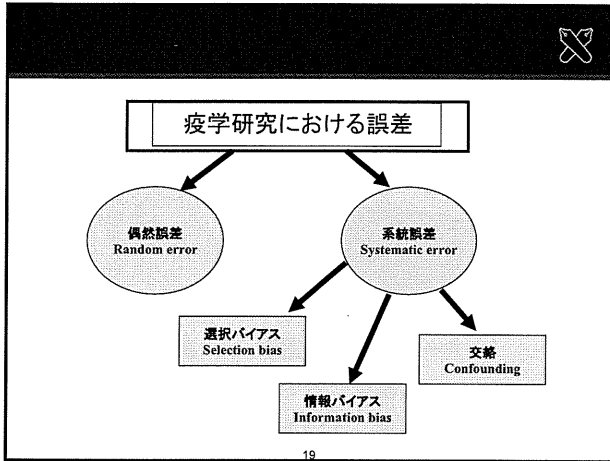 疫学研究における誤差
偶然誤差
Random error
系統誤差
Systematic error
選択バイアス
Selection bias
交絡
Confounding
情報バイアス
Information bias
19